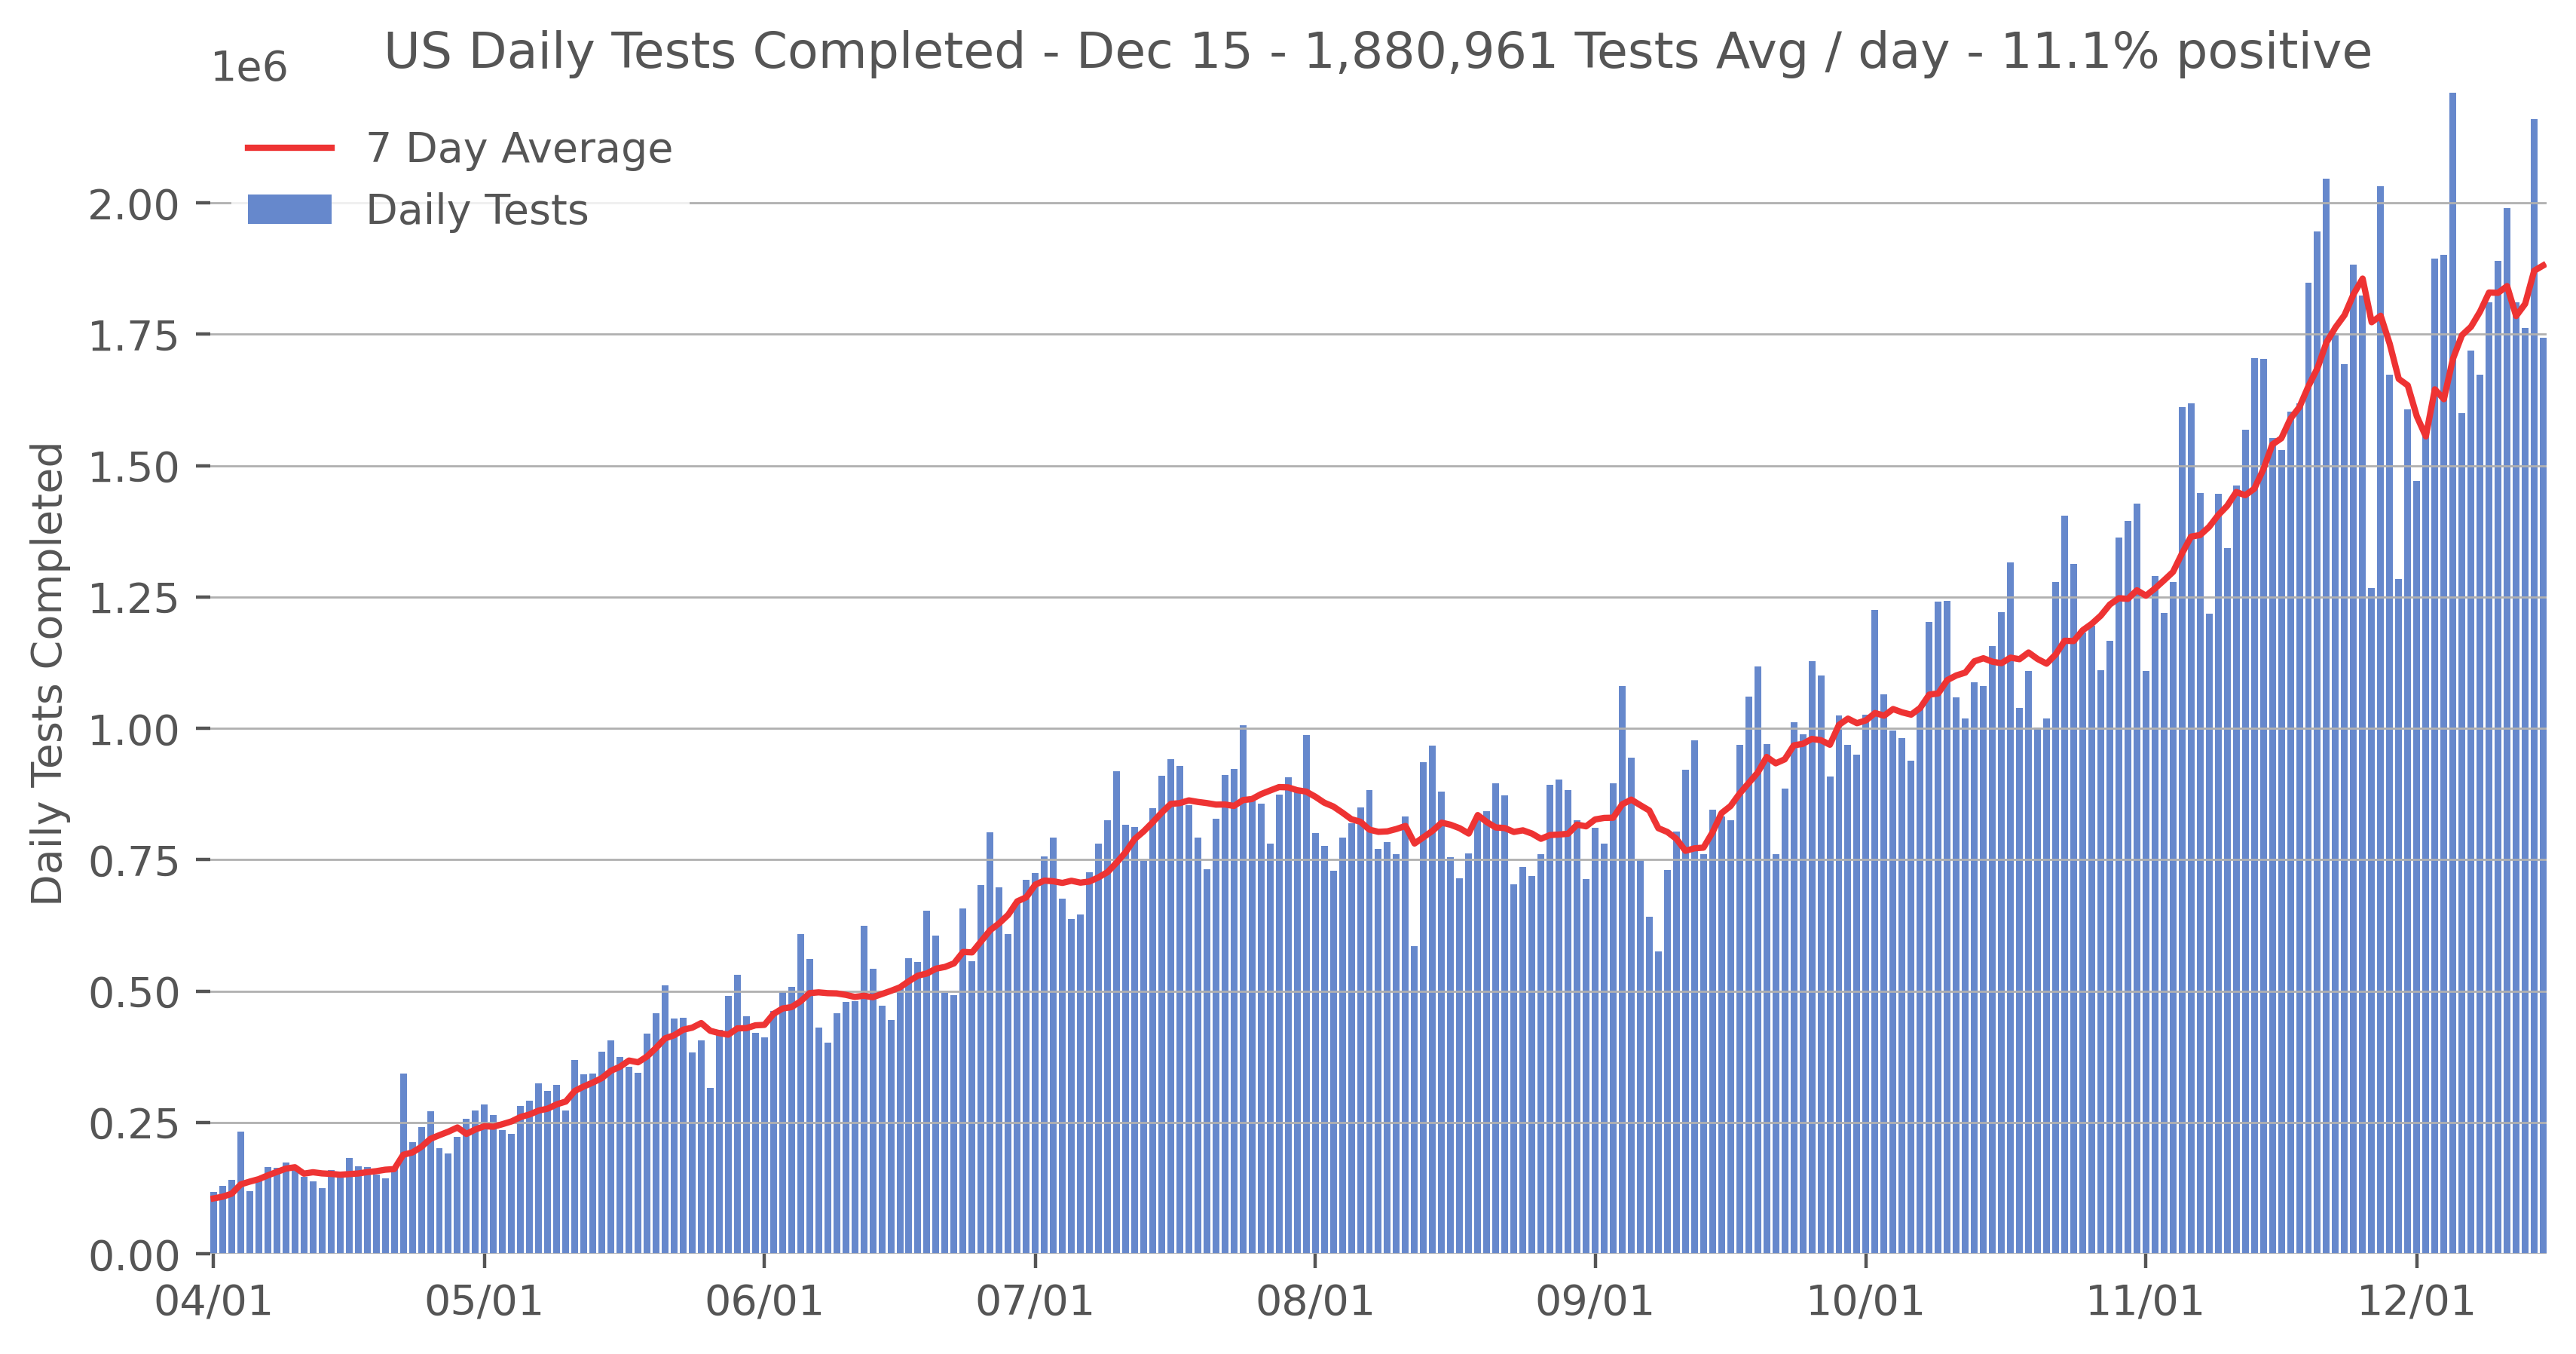 US Daily Tests Completed - Dec 15 - 1,880,961 Tests Avg / day - 11.1% positive
1e6
7 Day Average
Daily Tests
2.00
1.75
1.50
1.25
1.00
0.75
0.50
0.25
0.00
Daily Tests Completed
04/01 05/01 06/01 07/01 08/01 09/01 10/01 11/01 12/01